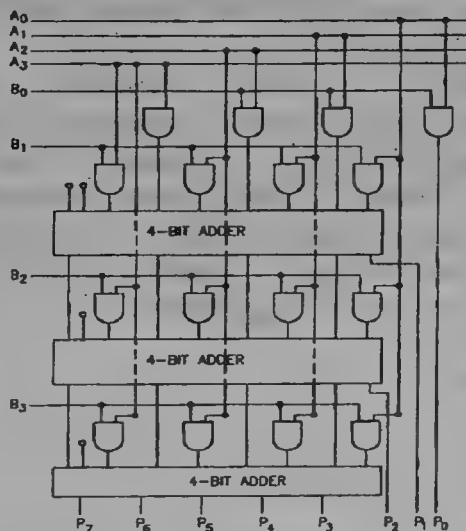 A0
A1
A2
A3
B0
B1
4-BIT ADDER
B2
4-BIT ADDER
B3
4-BIT ADDER
P7 P6 P5 P4 P3 P2 P1 P0